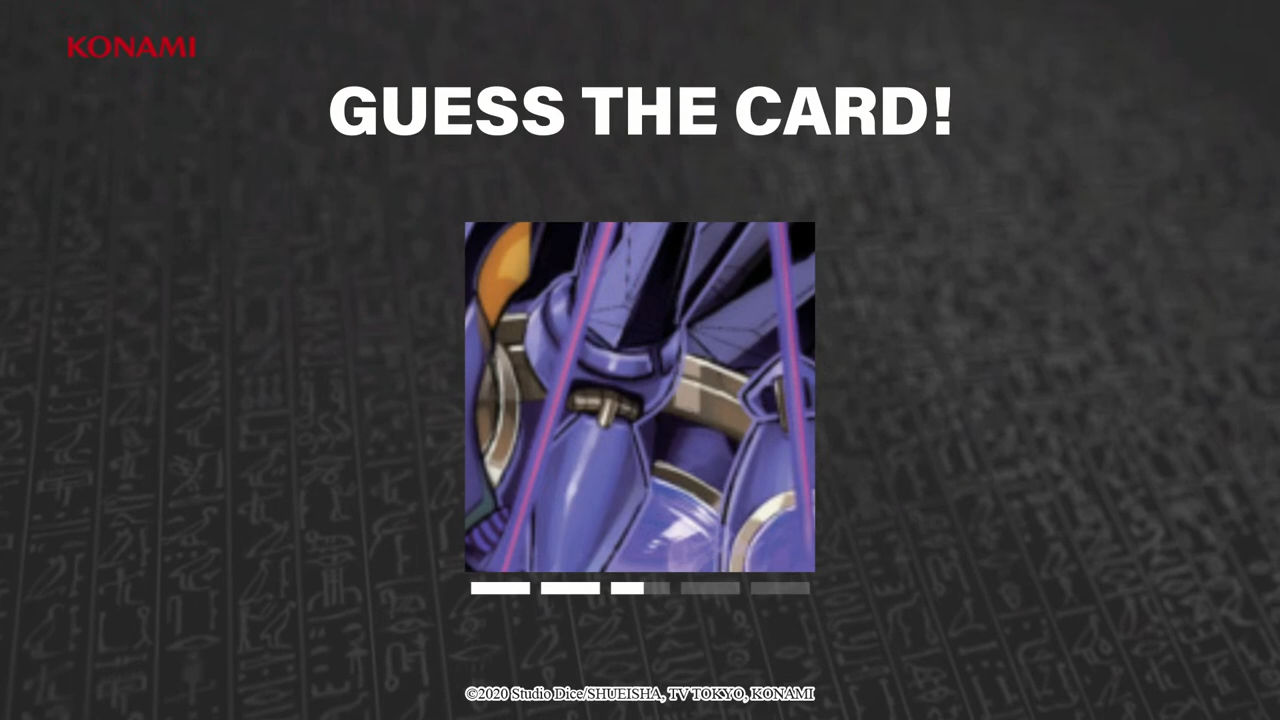 KONAMI
GUESS THE CARD!
©2020 Studio Dice/SHUEISHA, TV TOKYO, KONAMI